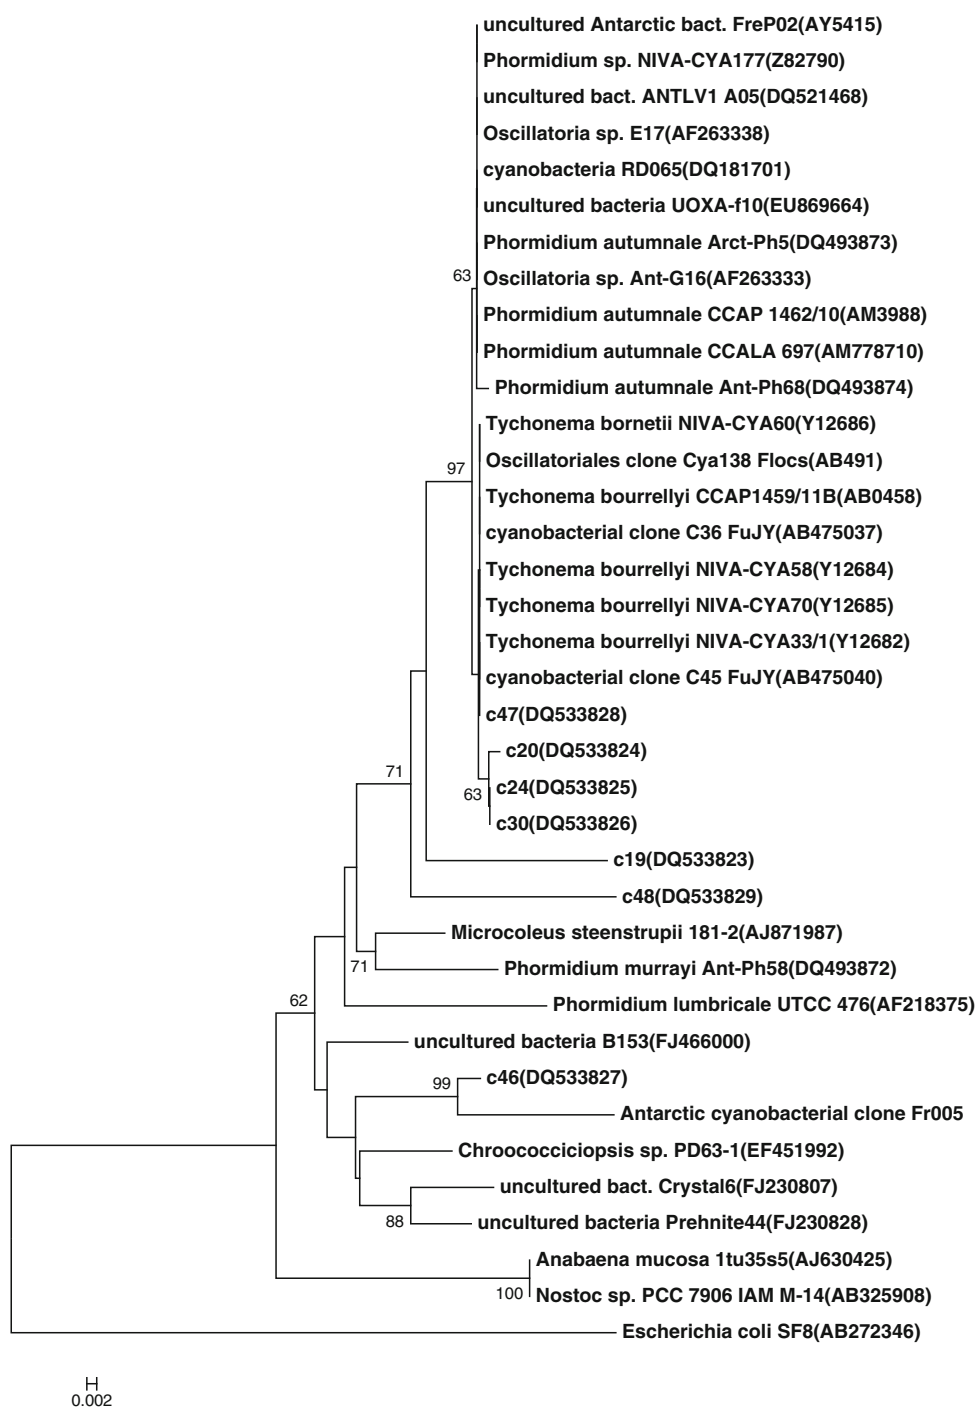 uncultured Antarctic bact. FreP02(AY5415)
Phormidium sp. NIVA-CYA177(Z82790)
uncultured bact. ANTLV1 A05(DQ521468)
Oscillatoria sp. E17(AF263338)
cyanobacteria RD065(DQ181701)
uncultured bacteria UOXA-f10(EU869664)
Phormidium autumnale Arct-Ph5(DQ493873)
63
Oscillatoria sp. Ant-G16(AF263333)
Phormidium autumnale CCAP 1462/10(AM3988)
Phormidium autumnale CCALA 697(AM778710)
Phormidium autumnale Ant-Ph68(DQ493874)
Tychonema bornetii NIVA-CYA60(Y12686)
97
Oscillatoriales clone Cya138 Flocs(AB491)
Tychonema bourrellyi CCAP1459/11B(AB0458)
cyanobacterial clone C36 FuJY(AB475037)
Tychonema bourrellyi NIVA-CYA58(Y12684)
Tychonema bourrellyi NIVA-CYA70(Y12685)
Tychonema bourrellyi NIVA-CYA33/1(Y12682)
cyanobacterial clone C45 FuJY(AB475040)
c47(DQ533828)
c20(DQ533824)
71
c24(DQ533825)
63
c30(DQ533826)
c19(DQ533823)
c48(DQ533829)
Microcoleus steenstrupii 181-2(AJ871987)
71
Phormidium murrayi Ant-Ph58(DQ493872)
62
Phormidium lumbricale UTCC 476(AF218375)
uncultured bacteria B153(FJ466000)
99
c46(DQ533827)
Antarctic cyanobacterial clone Fr005
Chroococciciopsis sp. PD63-1(EF451992)
uncultured bact. Crystal6(FJ230807)
88
uncultured bacteria Prehnite44(FJ230828)
Anabaena mucosa 1tu35s5(AJ630425)
100
Nostoc sp. PCC 7906 IAM M-14(AB325908)
Escherichia coli SF8(AB272346)
0.002